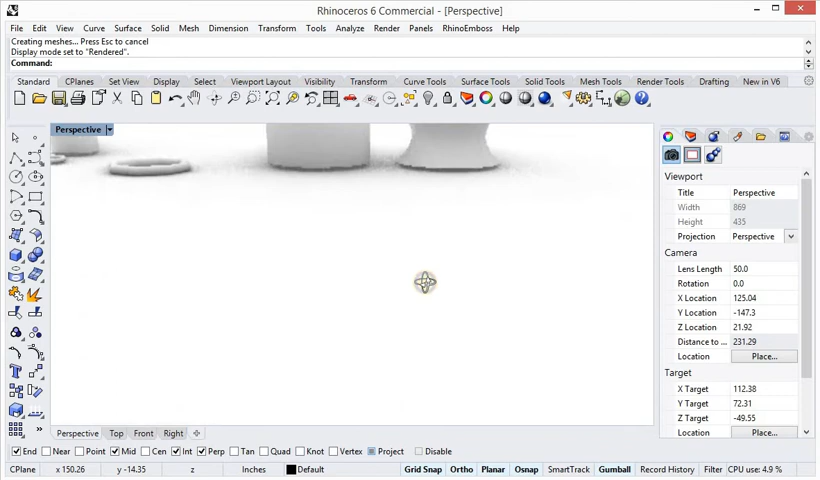 Rhinoceros 6 Commercial - [Perspective]
File Edit View Curve Surface Solid Mesh Dimension Transform Tools Analyze Render Panels RhinoEmboss Help
Creating meshes... Press Esc to cancel
Display mode set to "Rendered".
Command:
Standard CPlanes Set View Display Select Viewport Layout Visibility Transform Curve Tools Surface Tools Solid Tools Mesh Tools Render Tools Drafting New in V6
Perspective
Viewport
Title Perspective
Width 869
Height 435
Projection Perspective
Camera
Lens Length 50.0
Rotation 0.0
X Location 125.04
Y Location -147.3
Z Location 21.92
Distance to ... 231.29
Location Place...
Target
X Target 112.38
Y Target 72.31
Z Target -49.55
Location Place...
Perspective Top Front Right
End Near Point Mid Cen Int Perp Tan Quad Knot Vertex Project Disable
CPlane x 150.26 y -14.35 z Inches Default Grid Snap Ortho Planar Osnap SmartTrack Gumball Record History Filter CPU use: 4.9 %